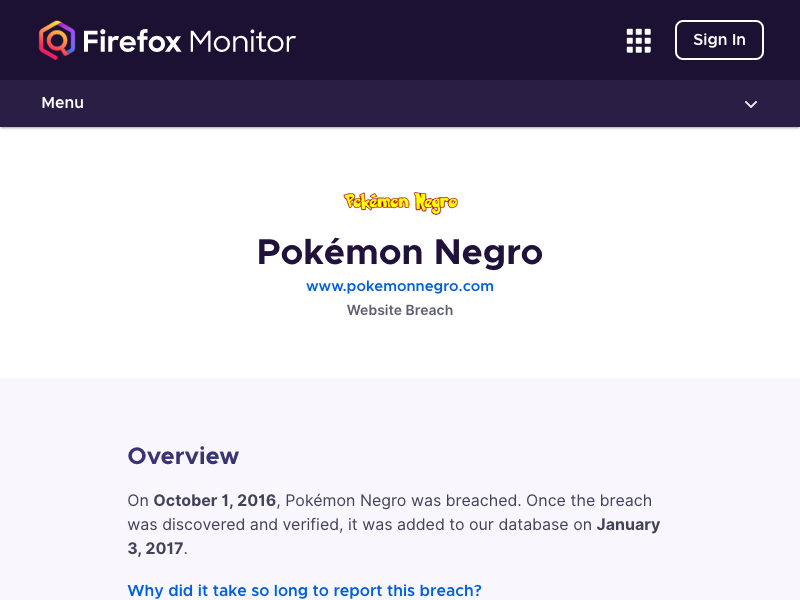 Firefox Monitor
Sign In
Menu
Pokémon Negro
Pokémon Negro
www.pokemonnegro.com
Website Breach
Overview
On October 1, 2016, Pokémon Negro was breached. Once the breach
was discovered and verified, it was added to our database on January
3, 2017.
Why did it take so long to report this breach?